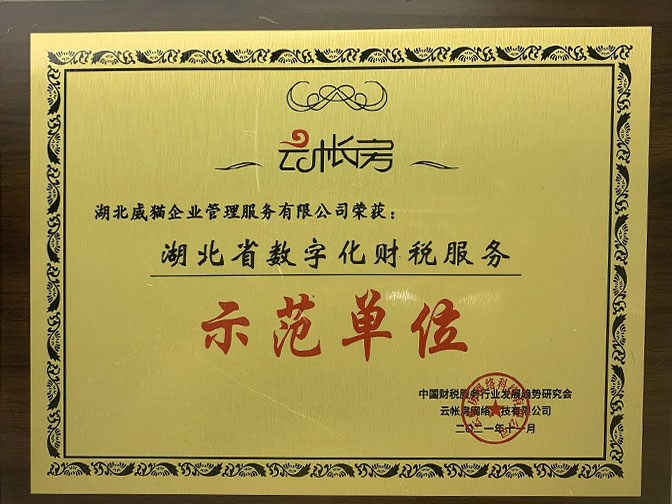 云帐房
湖北威猫企业管理服务有限公司荣获：
湖北省数字化财税服务
示范单位
中国财税服务行业发展趋势研究会
云帐房网络科技有限公司
二〇二一年十一月